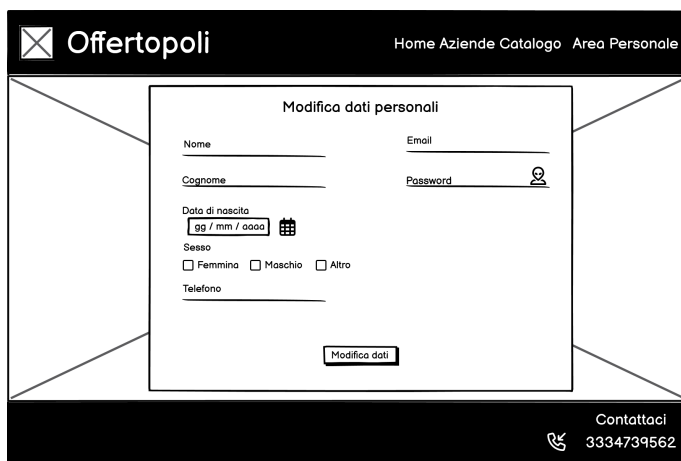 Offertopoli
Home Aziende Catalogo Area Personale
Modifica dati personali
Nome
Email
Cognome
Password
Data di nascita
gg / mm / aaaa
Sesso
Femmina Maschio Altro
Telefono
Modifica dati
Contattaci
3334739562